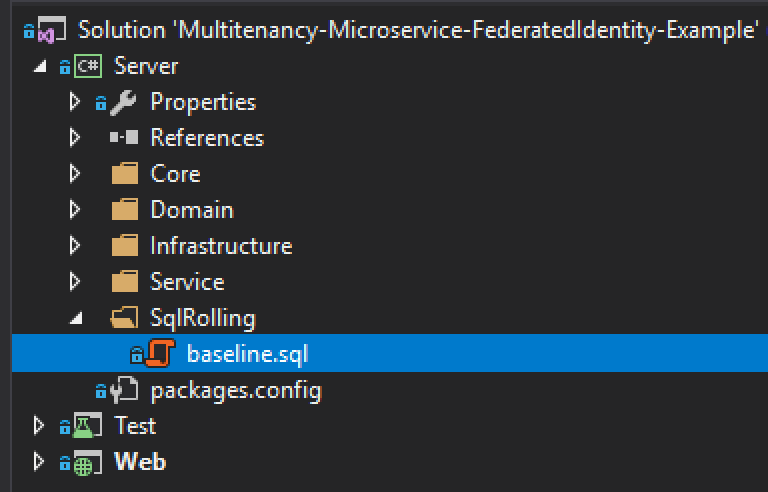 Solution 'Multitenancy-Microservice-FederatedIdentity-Example'
C# Server
Properties
References
Core
Domain
Infrastructure
Service
SqlRolling
baseline.sql
packages.config
Test
Web